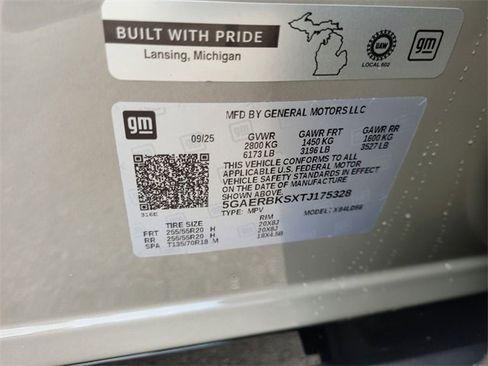 BUILT WITH PRIDE
Lansing, Michigan
UAW
LOCAL 602
gm
gm
MFD BY GENERAL MOTORS LLC
09/25 GVWR GAWR FRT GAWR RR
2800 KG 1450 KG 1600 KG
6173 LB 3196 LB 3527 LB
THIS VEHICLE CONFORMS TO ALL
APPLICABLE U.S. FEDERAL MOTOR
VEHICLE SAFETY STANDARDS IN EFFECT
ON THE DATE OF MANUFACTURE
SHOWN ABOVE.
5GAERBKSXTJ175328
316E
TYPE: MPV MODEL:
TIRE SIZE RIM
FRT 255/55R20 H 20X8J
RR 255/55R20 H 20X8J
SPA T135/70R18 M 18X4.5B